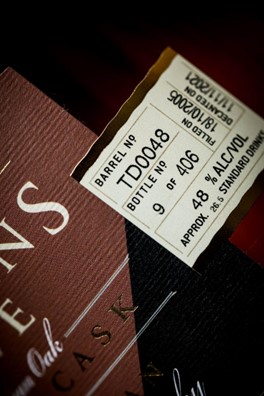 BARREL Nº
TD0048
BOTTLE Nº
9 OF 406
48 % ALC/VOL
APPROX. 26.5 STANDARD DRINKS
FILLED ON
18/10/2005
DECANTED ON
11/11/2021
NS
E
Oak
CASK